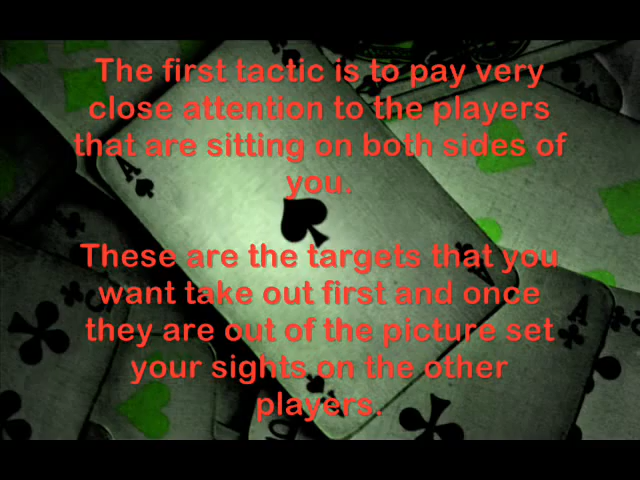 The first tactic is to pay very
close attention to the players
that are sitting on both sides of
you.
These are the targets that you
want take out first and once
they are out of the picture set
your sights on the other
players.
A
A
A